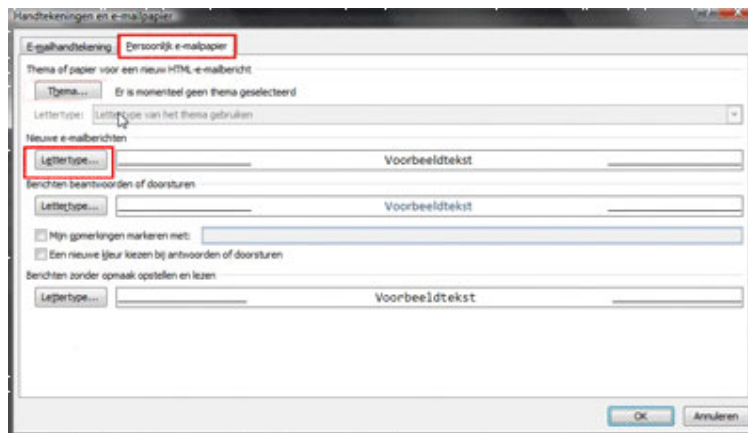 Handtekeningen en e-mailpapier
E-mailhandtekening Persoonlijk e-mailpapier
Thema of papier voor een nieuw HTML-e-mailbericht
Thema... Er is momenteel geen thema geselecteerd
Lettertype: Lettertype van het thema gebruiken
Nieuwe e-mailberichten
Lettertype... Voorbeeldtekst
Berichten beantwoorden of doorsturen
Lettertype... Voorbeeldtekst
Mijn opmerkingen markeren met:
Een nieuwe kleur kiezen bij antwoorden of doorsturen
Berichten zonder opmaak opstellen en lezen
Lettertype... Voorbeeldtekst
OK Annuleren